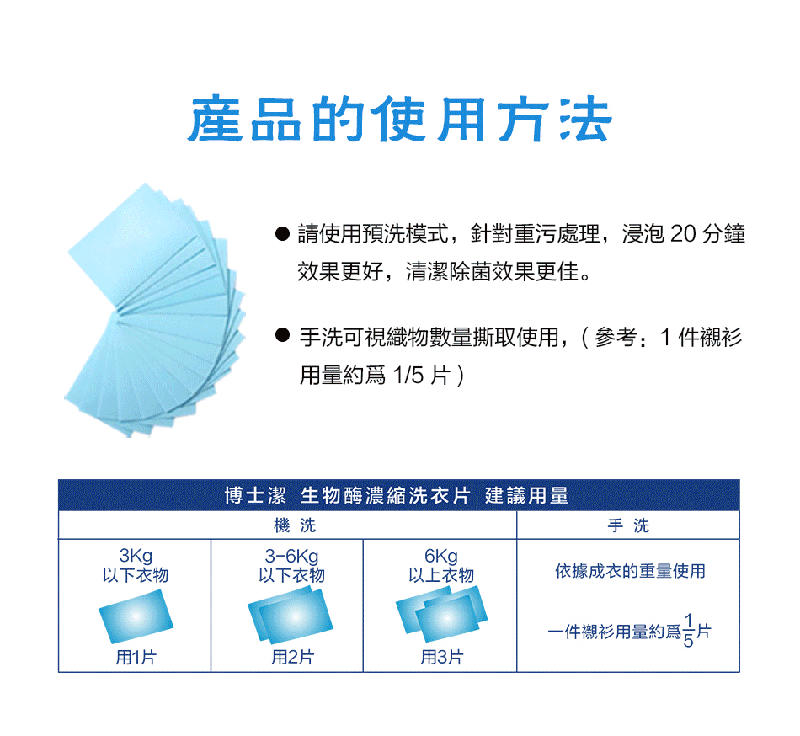 産品的使用方法
● 請使用預洗模式，針對重污處理，浸泡 20 分鐘
效果更好，清潔除菌效果更佳。
● 手洗可視織物數量撕取使用，( 參考：1 件襯衫
用量約爲 1/5 片 )
博士潔 生物酶濃縮洗衣片 建議用量
機 洗
手 洗
3Kg
以下衣物
用1片
3-6Kg
以下衣物
用2片
6Kg
以上衣物
用3片
依據成衣的重量使用
一件襯衫用量約爲1/5片